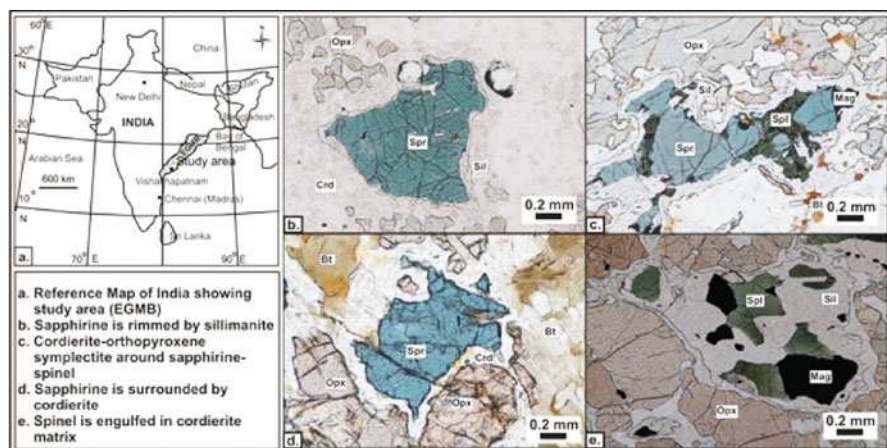 60°E
90°E
30°
N
20°
N
10°
N
70°E
90°E
China
Pakistan
Nepal
New Delhi
INDIA
Bangladesh
Bay of
Bengal
Arabian Sea
Study area
600 km
Vishakhapatnam
Chennai (Madras)
Sri Lanka
a.
a. Reference Map of India showing
study area (EGMB)
b. Sapphirine is rimmed by sillimanite
c. Cordierite-orthopyroxene
symplectite around sapphirine-
spinel
d. Sapphirine is surrounded by
cordierite
e. Spinel is engulfed in cordierite
matrix
Opx
Spr
Sil
Crd
0.2 mm
b.
Opx
Sil
Mag
Spl
Spr
Bt
0.2 mm
c.
Bt
Bt
Spr
Crd
Opx
Opx
0.2 mm
d.
Spl
Sil
Mag
Opx
0.2 mm
e.